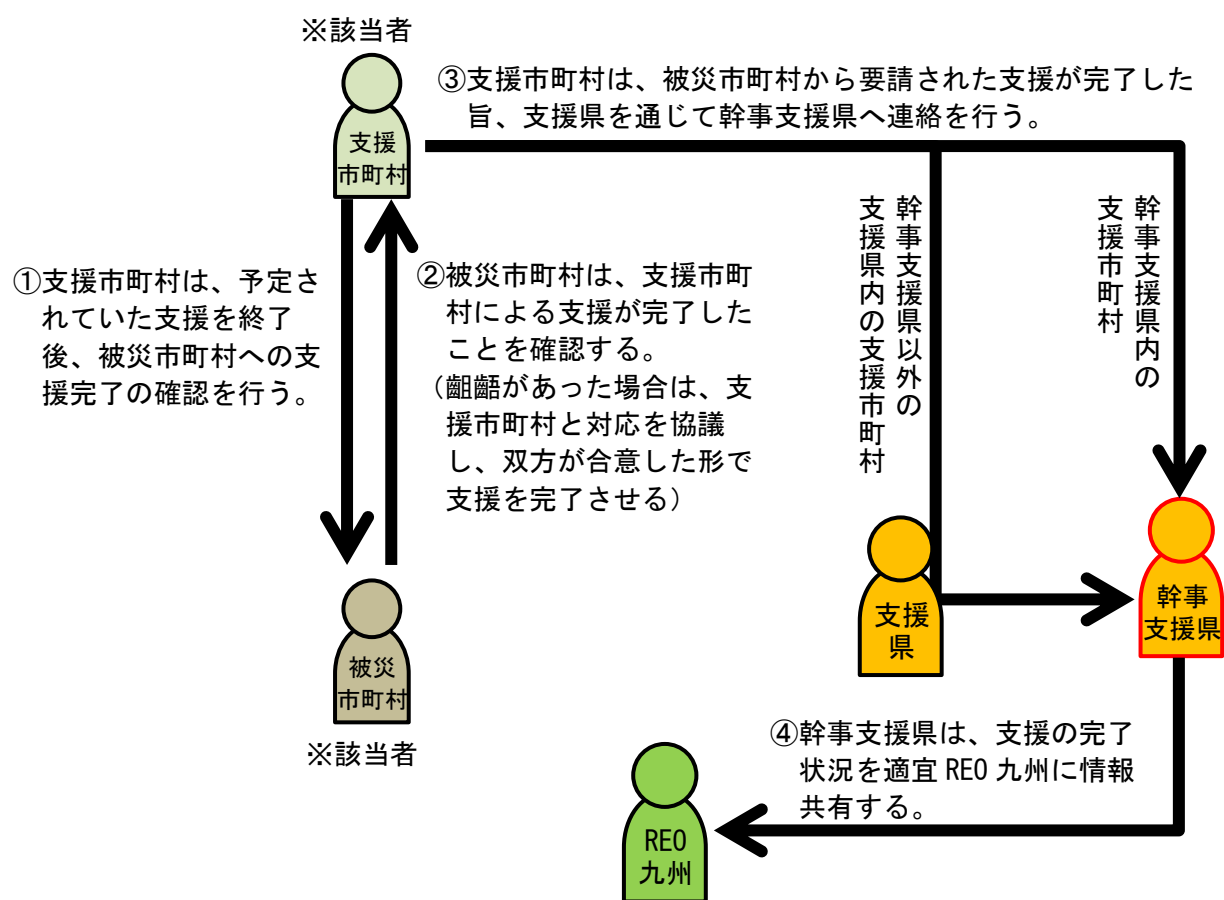 ※該当者
支援
市町村
③支援市町村は、被災市町村から要請された支援が完了した
旨、支援県を通じて幹事支援県へ連絡を行う。
①支援市町村は、予定さ
れていた支援を終了
後、被災市町村への支
援完了の確認を行う。
②被災市町村は、支援市町
村による支援が完了した
ことを確認する。
（齟齬があった場合は、支
援市町村と対応を協議
し、双方が合意した形で
支援を完了させる）
幹事支援県以外の
支援県内の支援市町村
幹事支援県内の
支援市町村
支援
県
幹事
支援県
被災
市町村
※該当者
④幹事支援県は、支援の完了
状況を適宜 REO 九州に情報
共有する。
REO
九州